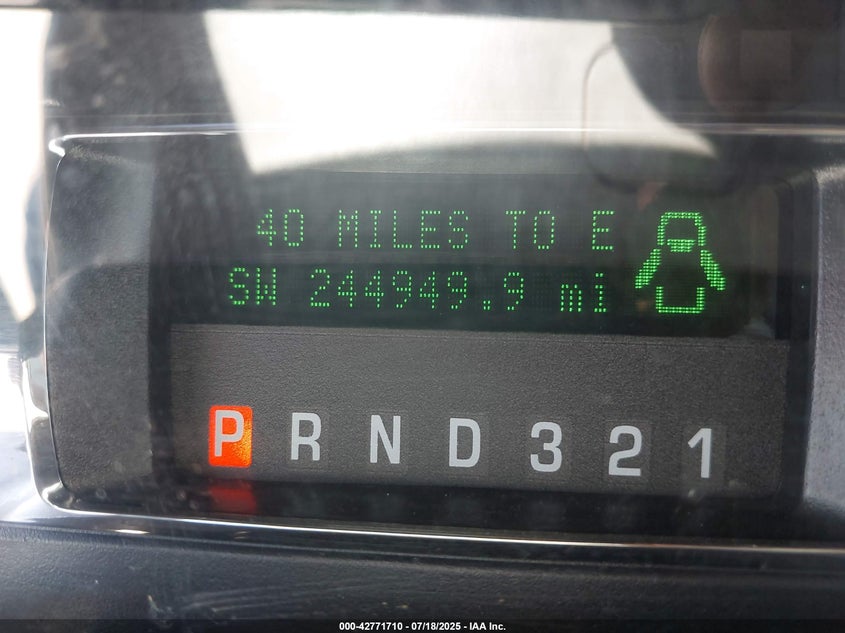 40 MILES TO E
SW 244949.9 mi
P R N D 3 2 1
000-42771710 - 07/18/2025 - IAA Inc.